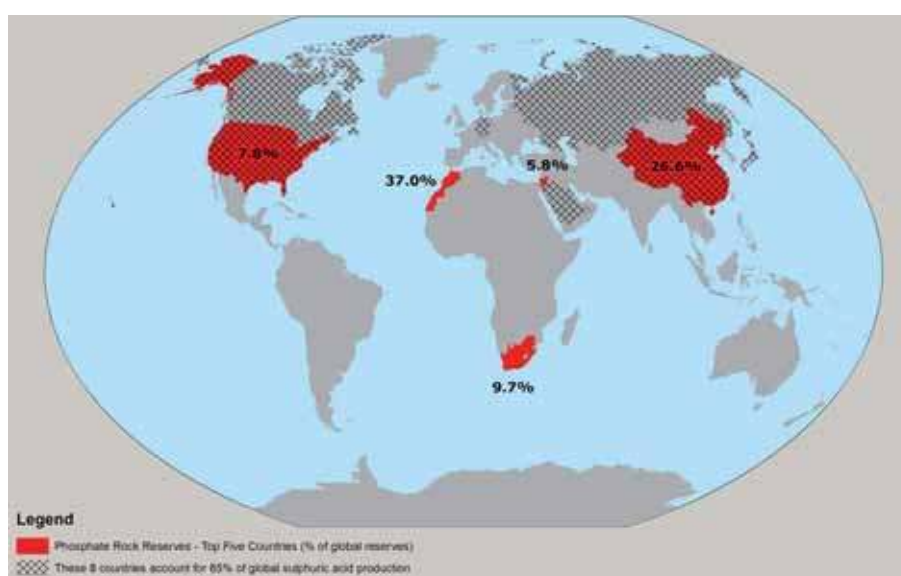 7.8%
37.0%
5.8%
26.6%
9.7%
Legend
Phosphate Rock Reserves - Top Five Countries (% of global reserves)
These 8 countries account for 65% of global sulphuric acid production